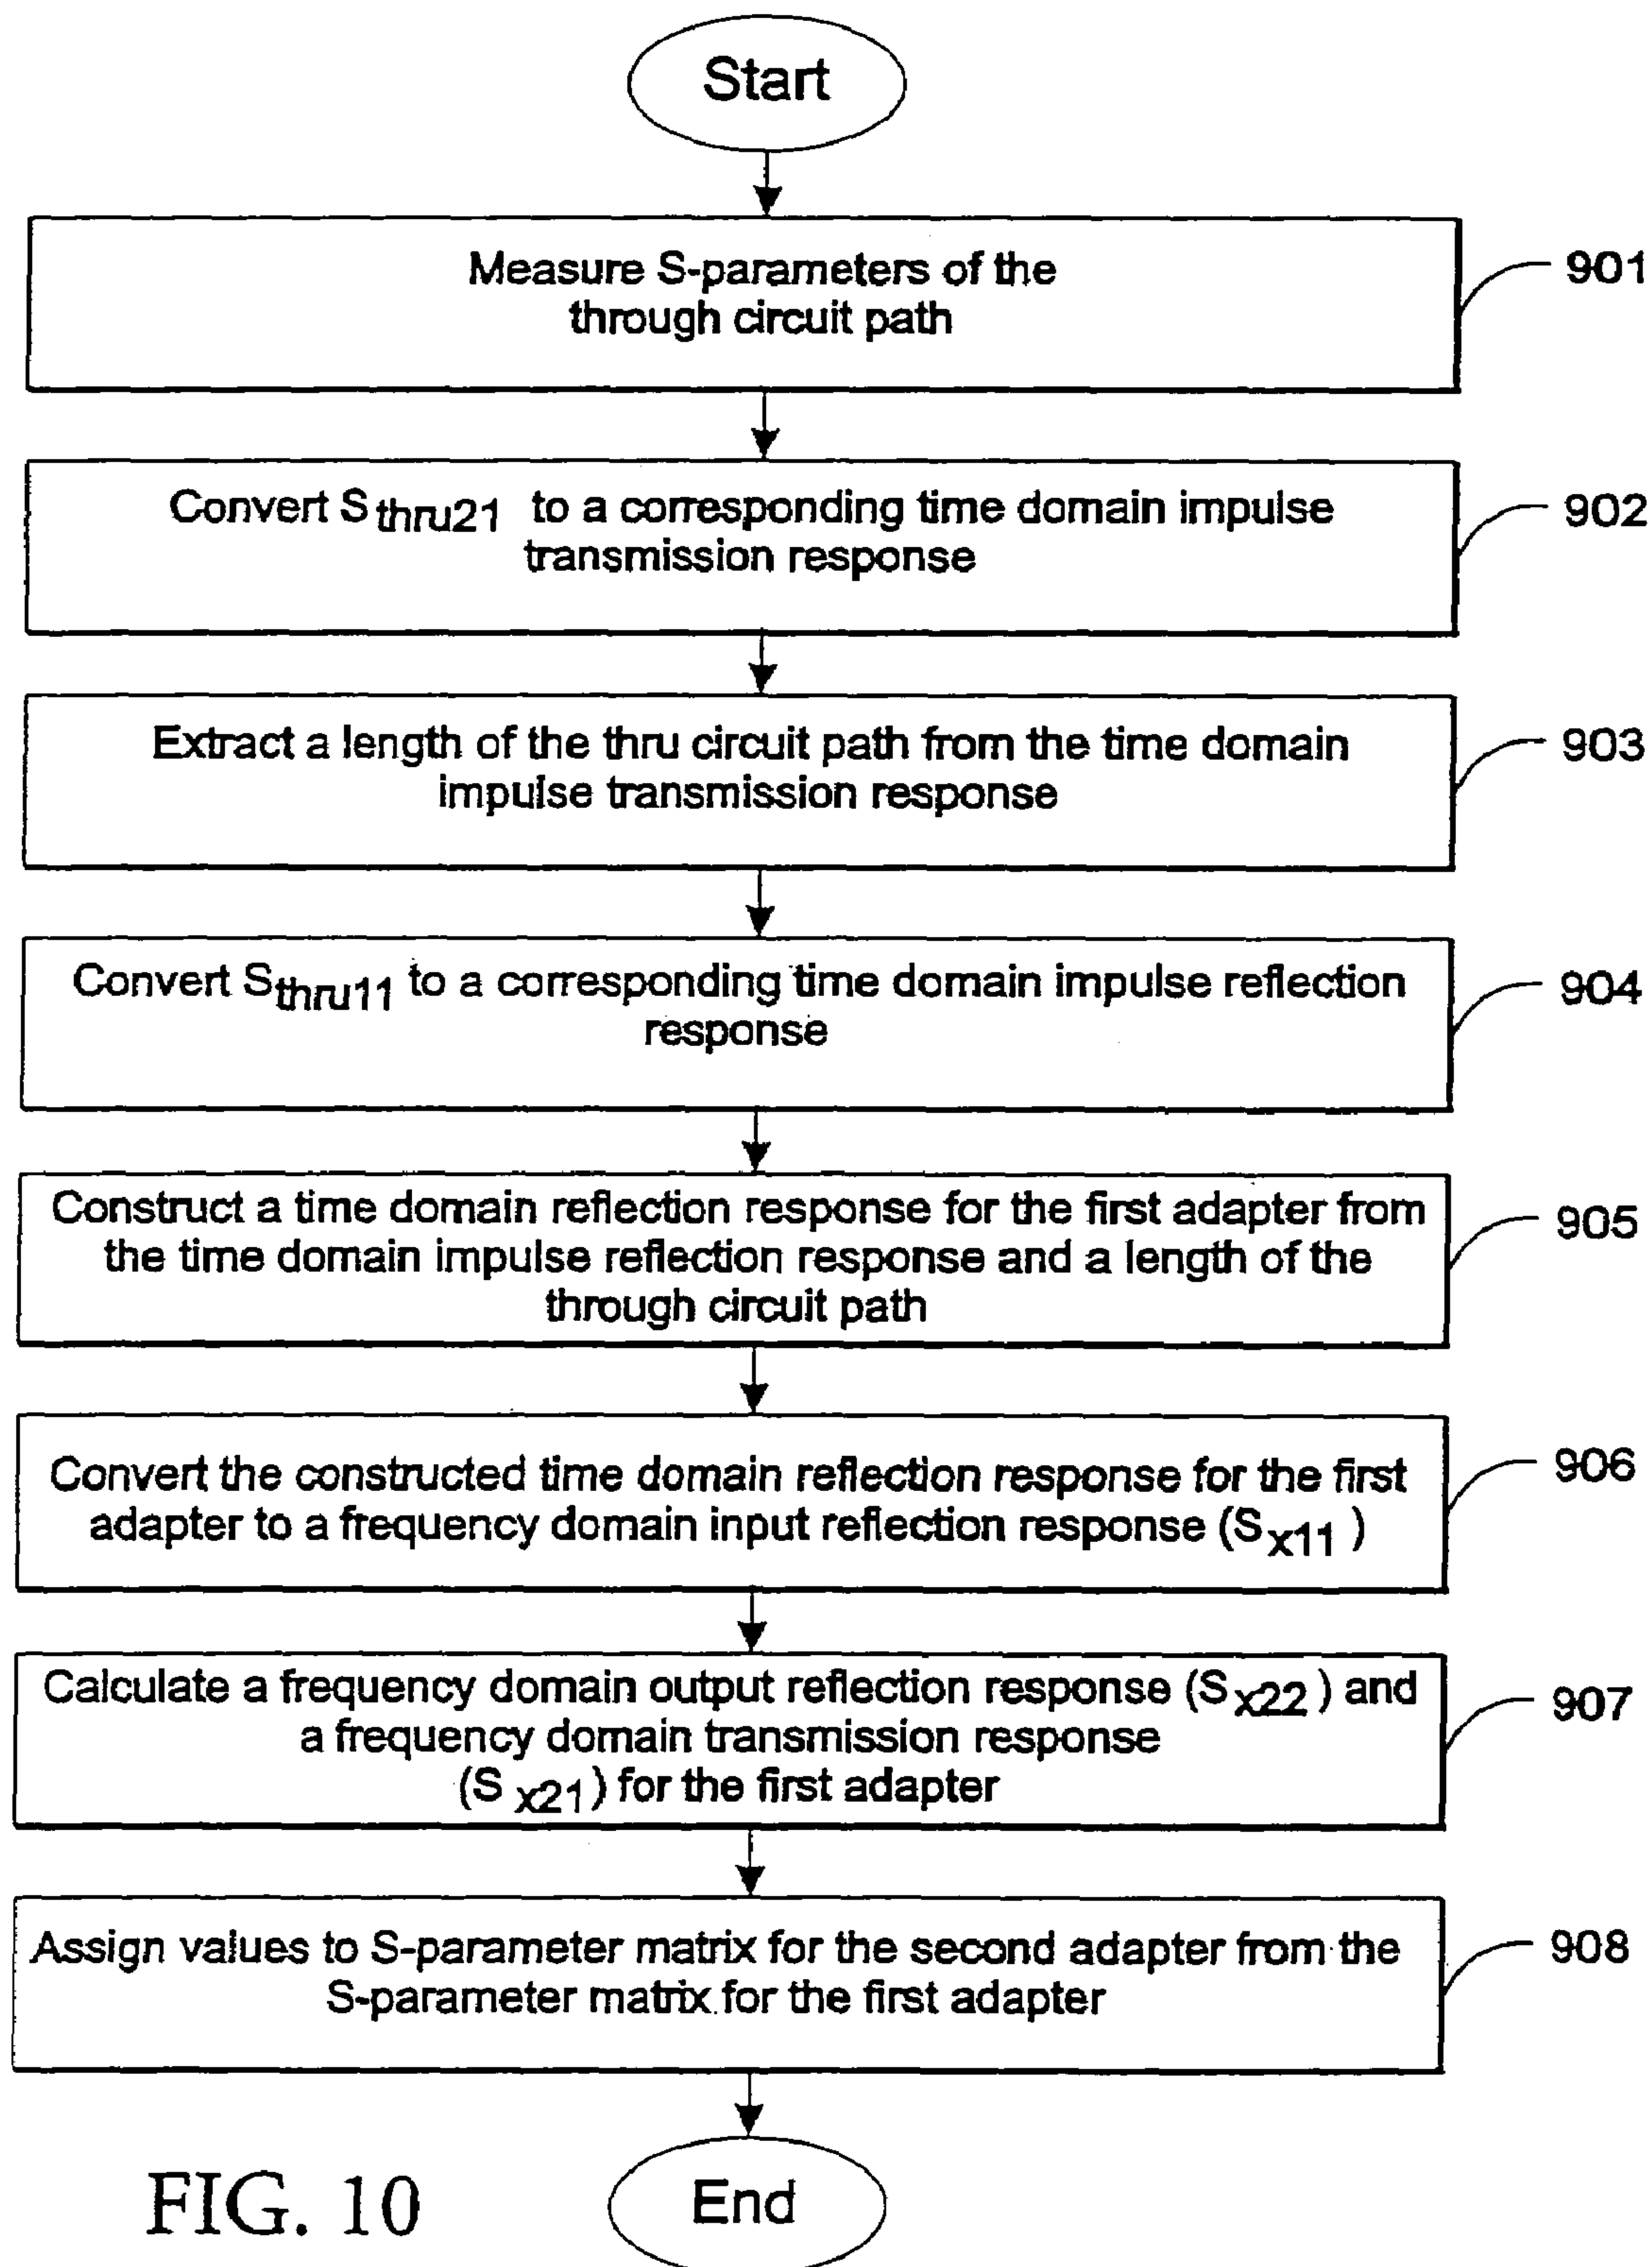 Start
Measure S-parameters of the
through circuit path
901
Convert S thru21 to a corresponding time domain impulse
transmission response
902
Extract a length of the thru circuit path from the time domain
impulse transmission response
903
Convert Sthru11 to a corresponding time domain impulse reflection
response
904
Construct a time domain reflection response for the first adapter from
the time domain impulse reflection response and a length of the
through circuit path
905
Convert the constructed time domain reflection response for the first
adapter to a frequency domain input reflection response (S x11 )
906
Calculate a frequency domain output reflection response (S x22 ) and
a frequency domain transmission response
(S x21 ) for the first adapter
907
Assign values to S-parameter matrix for the second adapter from the
S-parameter matrix for the first adapter
908
End
FIG. 10